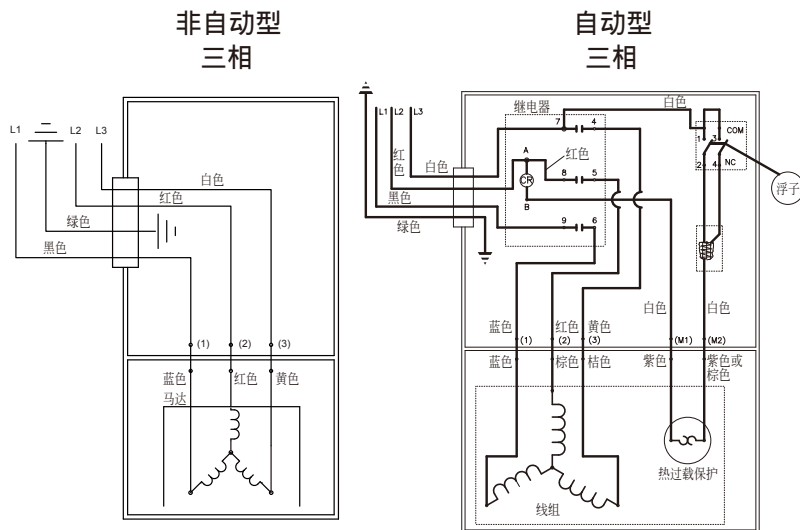 非自动型
三相
L1
L2
L3
白色
红色
绿色
黑色
(1)
(2)
(3)
蓝色
红色
黄色
马达
自动型
三相
L1
L2
L3
红色
白色
黑色
绿色
继电器
7
4
A
红色
CR
8
5
B
9
6
白色
1
3
COM
2
4
NC
浮子
蓝色
红色
黄色
白色
白色
(1)
(2)
(3)
(M1)
(M2)
蓝色
棕色
桔色
紫色
紫色或
棕色
热过载保护
线组